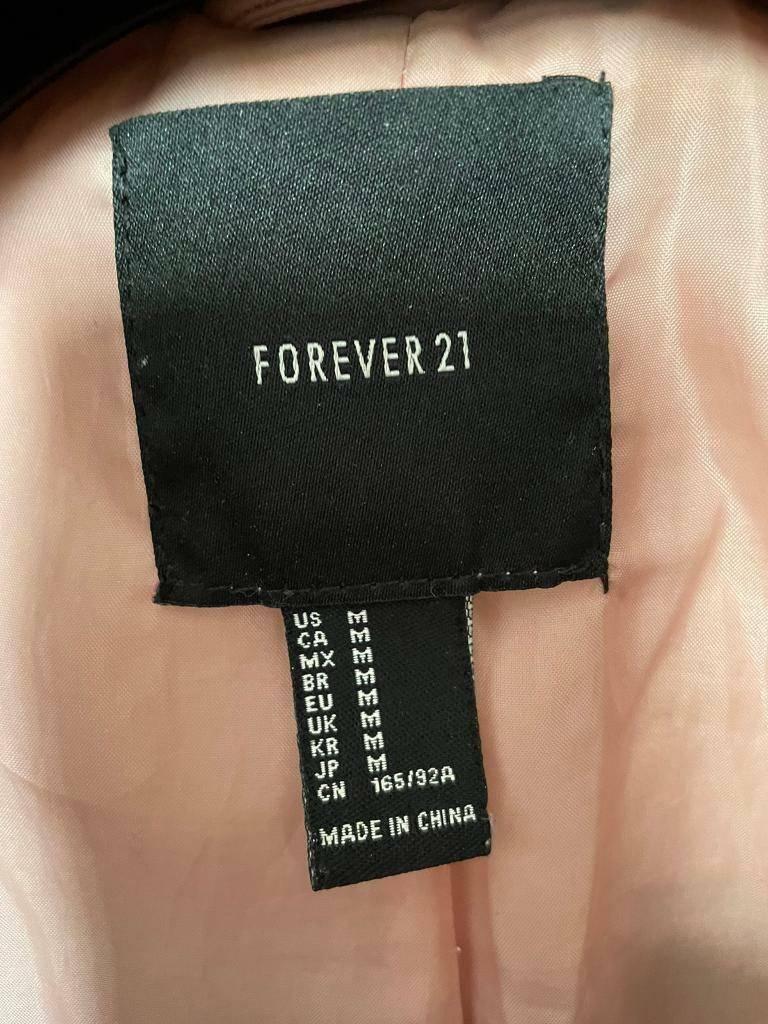 FOREVER 21
US M
CA M
MX M
BR M
EU M
UK M
KR M
JP M
CN 165/92A
MADE IN CHINA